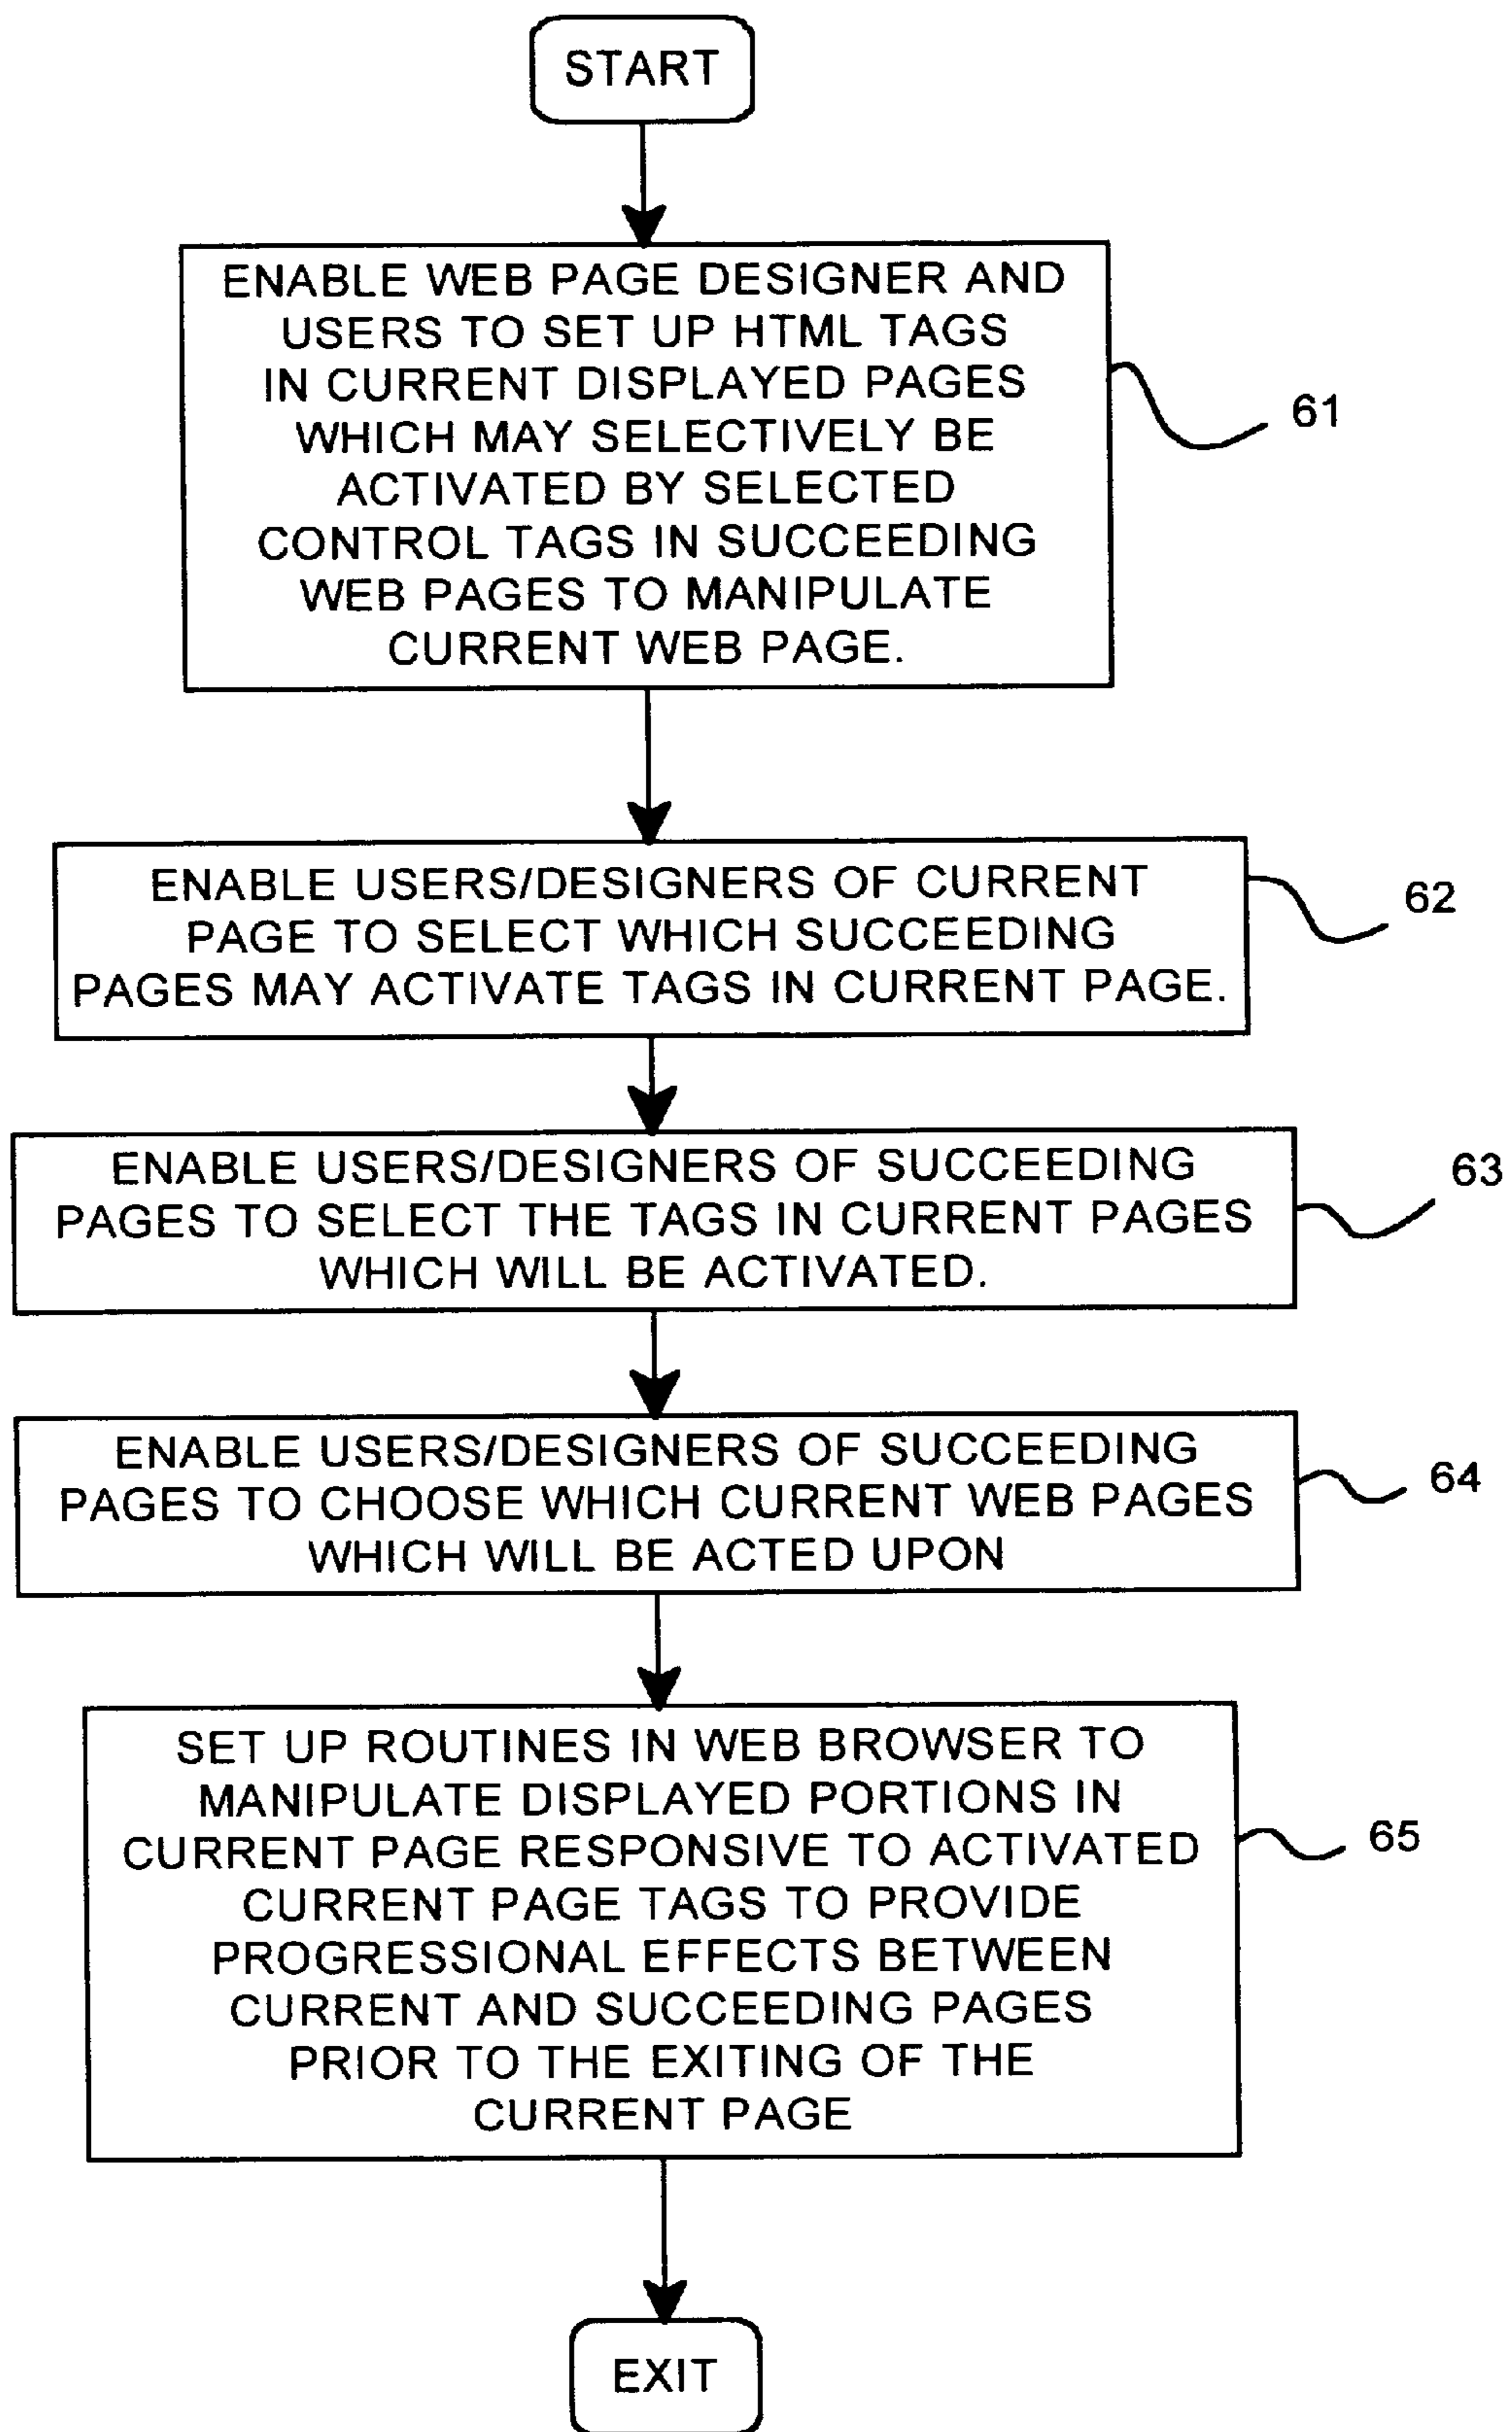 START
ENABLE WEB PAGE DESIGNER AND
USERS TO SET UP HTML TAGS
IN CURRENT DISPLAYED PAGES
WHICH MAY SELECTIVELY BE
ACTIVATED BY SELECTED
CONTROL TAGS IN SUCCEEDING
WEB PAGES TO MANIPULATE
CURRENT WEB PAGE.
61
ENABLE USERS/DESIGNERS OF CURRENT
PAGE TO SELECT WHICH SUCCEEDING
PAGES MAY ACTIVATE TAGS IN CURRENT PAGE.
62
ENABLE USERS/DESIGNERS OF SUCCEEDING
PAGES TO SELECT THE TAGS IN CURRENT PAGES
WHICH WILL BE ACTIVATED.
63
ENABLE USERS/DESIGNERS OF SUCCEEDING
PAGES TO CHOOSE WHICH CURRENT WEB PAGES
WHICH WILL BE ACTED UPON
64
SET UP ROUTINES IN WEB BROWSER TO
MANIPULATE DISPLAYED PORTIONS IN
CURRENT PAGE RESPONSIVE TO ACTIVATED
CURRENT PAGE TAGS TO PROVIDE
PROGRESSIONAL EFFECTS BETWEEN
CURRENT AND SUCCEEDING PAGES
PRIOR TO THE EXITING OF THE
CURRENT PAGE
65
EXIT